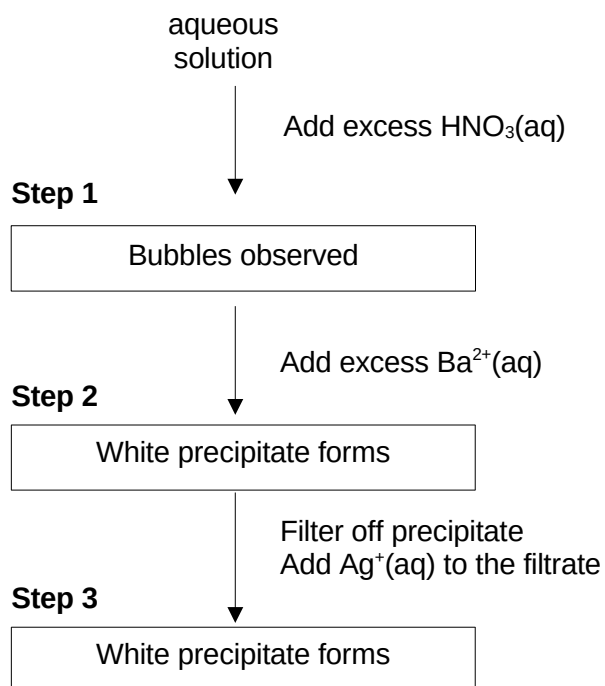 aqueous
solution
Add excess HNO₃(aq)
Step 1
Bubbles observed
Add excess Ba²⁺(aq)
Step 2
White precipitate forms
Filter off precipitate
Add Ag⁺(aq) to the filtrate
Step 3
White precipitate forms